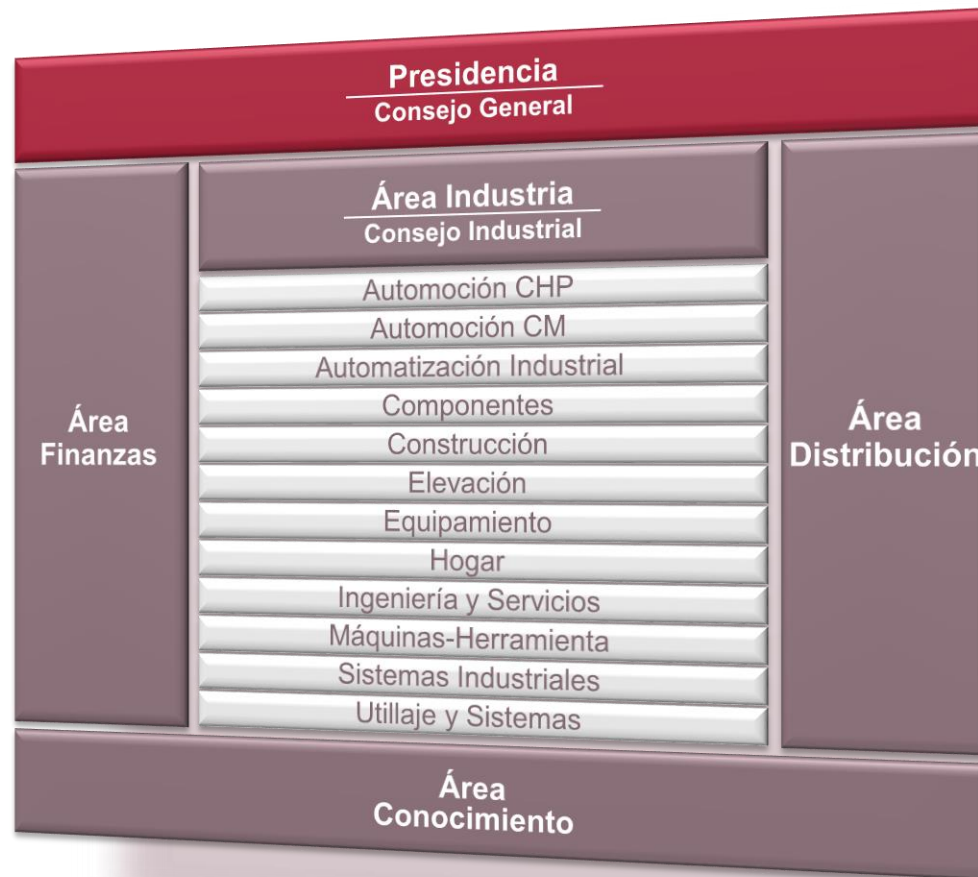 Presidencia
Consejo General
Área Industria
Consejo Industrial
Automoción CHP
Automoción CM
Automatización Industrial
Componentes
Construcción
Elevación
Equipamiento
Hogar
Ingeniería y Servicios
Máquinas-Herramienta
Sistemas Industriales
Utillaje y Sistemas
Área
Finanzas
Área
Distribución
Área
Conocimiento